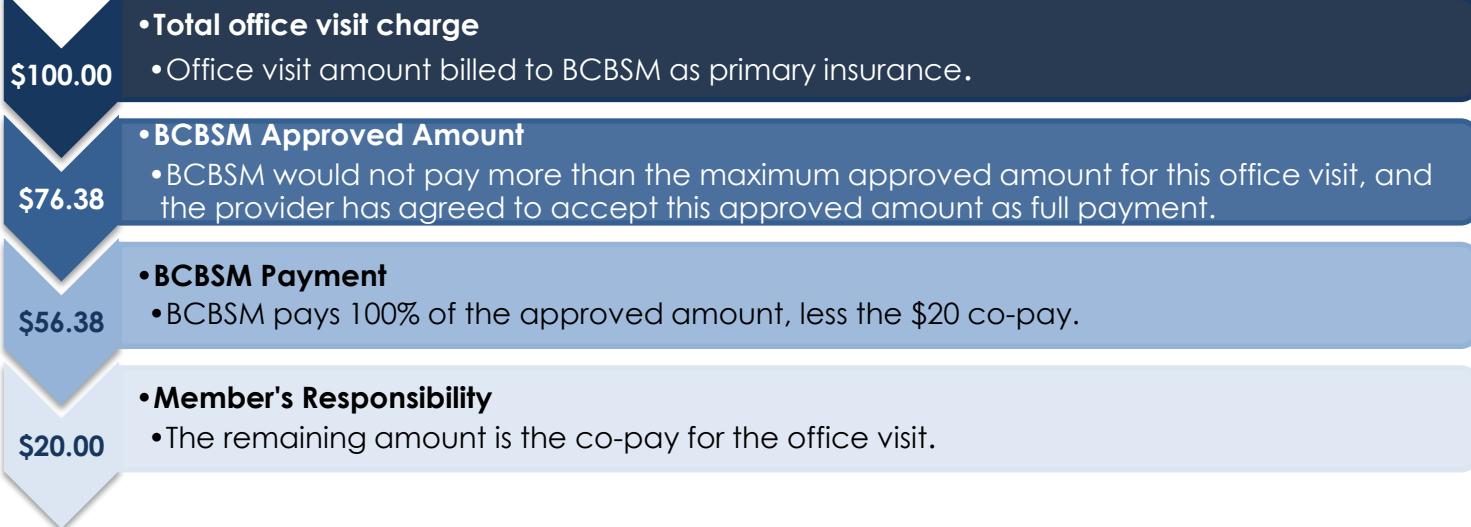 •Total office visit charge
$100.00
•Office visit amount billed to BCBSM as primary insurance.
•BCBSM Approved Amount
$76.38
•BCBSM would not pay more than the maximum approved amount for this office visit, and
the provider has agreed to accept this approved amount as full payment.
•BCBSM Payment
$56.38
•BCBSM pays 100% of the approved amount, less the $20 co-pay.
•Member's Responsibility
$20.00
•The remaining amount is the co-pay for the office visit.